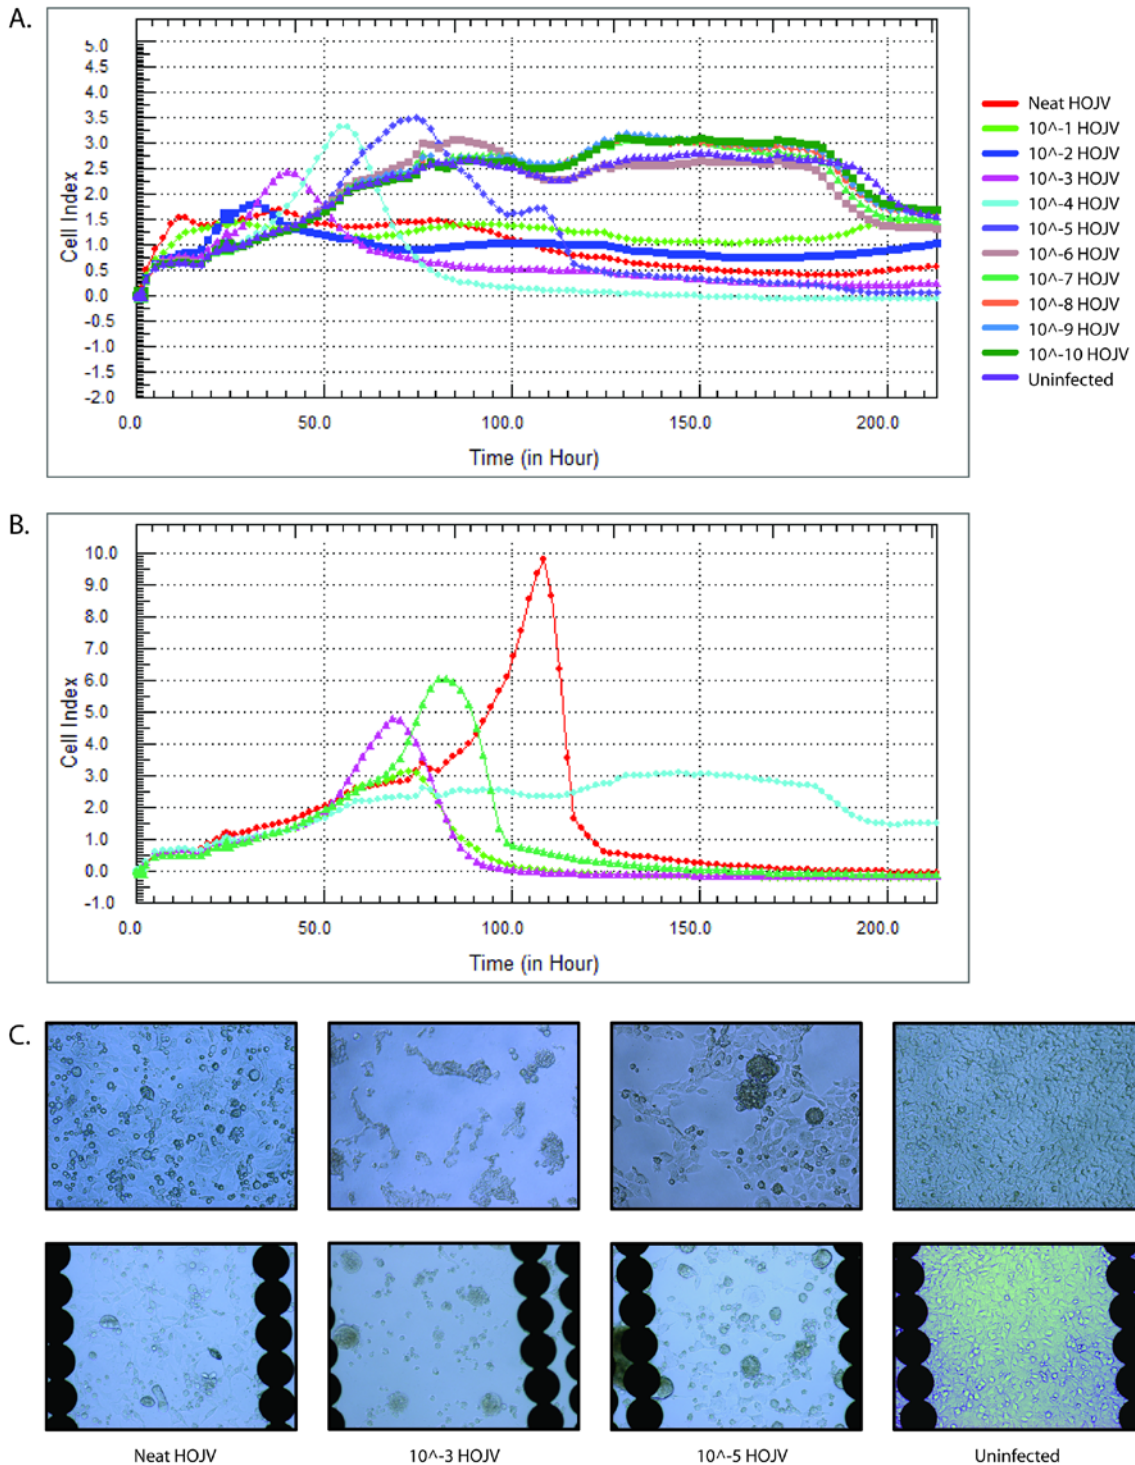 A.
5.0
4.5
4.0
3.5
3.0
2.5
2.0
1.5
1.0
0.5
0.0
-0.5
-1.0
-1.5
-2.0
Cell Index
0.0 50.0 100.0 150.0 200.0
Time (in Hour)
Neat HOJV
10^-1 HOJV
10^-2 HOJV
10^-3 HOJV
10^-4 HOJV
10^-5 HOJV
10^-6 HOJV
10^-7 HOJV
10^-8 HOJV
10^-9 HOJV
10^-10 HOJV
Uninfected
B.
10.0
9.0
8.0
7.0
6.0
5.0
4.0
3.0
2.0
1.0
0.0
-1.0
Cell Index
0.0 50.0 100.0 150.0 200.0
Time (in Hour)
C.
Neat HOJV 10^-3 HOJV 10^-5 HOJV Uninfected